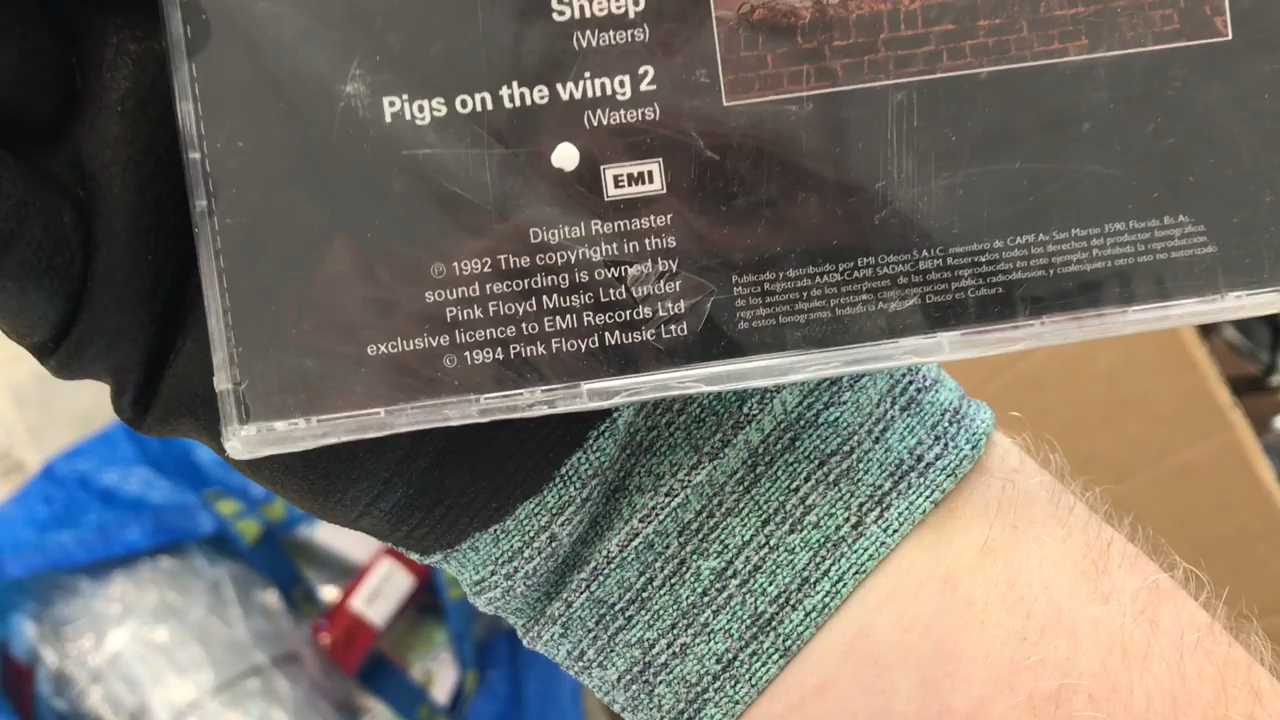 Sheep
(Waters)
Pigs on the wing 2
(Waters)
EMI
Digital Remaster
℗ 1992 The copyright in this
sound recording is owned by
Pink Floyd Music Ltd under
exclusive licence to EMI Records Ltd
© 1994 Pink Floyd Music Ltd
Publicado y distribuido por EMI Odeon S.A.I.C. miembro de CAPIF. Av. San Martin 3590, Florida. Bs. As..
Marca Registrada. AADI-CAPIF, SADAIC-BIEM. Reservados todos los derechos del productor fonográfico,
de los autores y de los interpretes de las obras reproducidas en este ejemplar. Prohibida la reproducción,
regrabación, alquiler, prestamo, canje, ejecución pública, radiodifusion, y cualesquiera otro uso no autorizado
de estos fonogramas. Industria Argentina. Disco es Cultura.